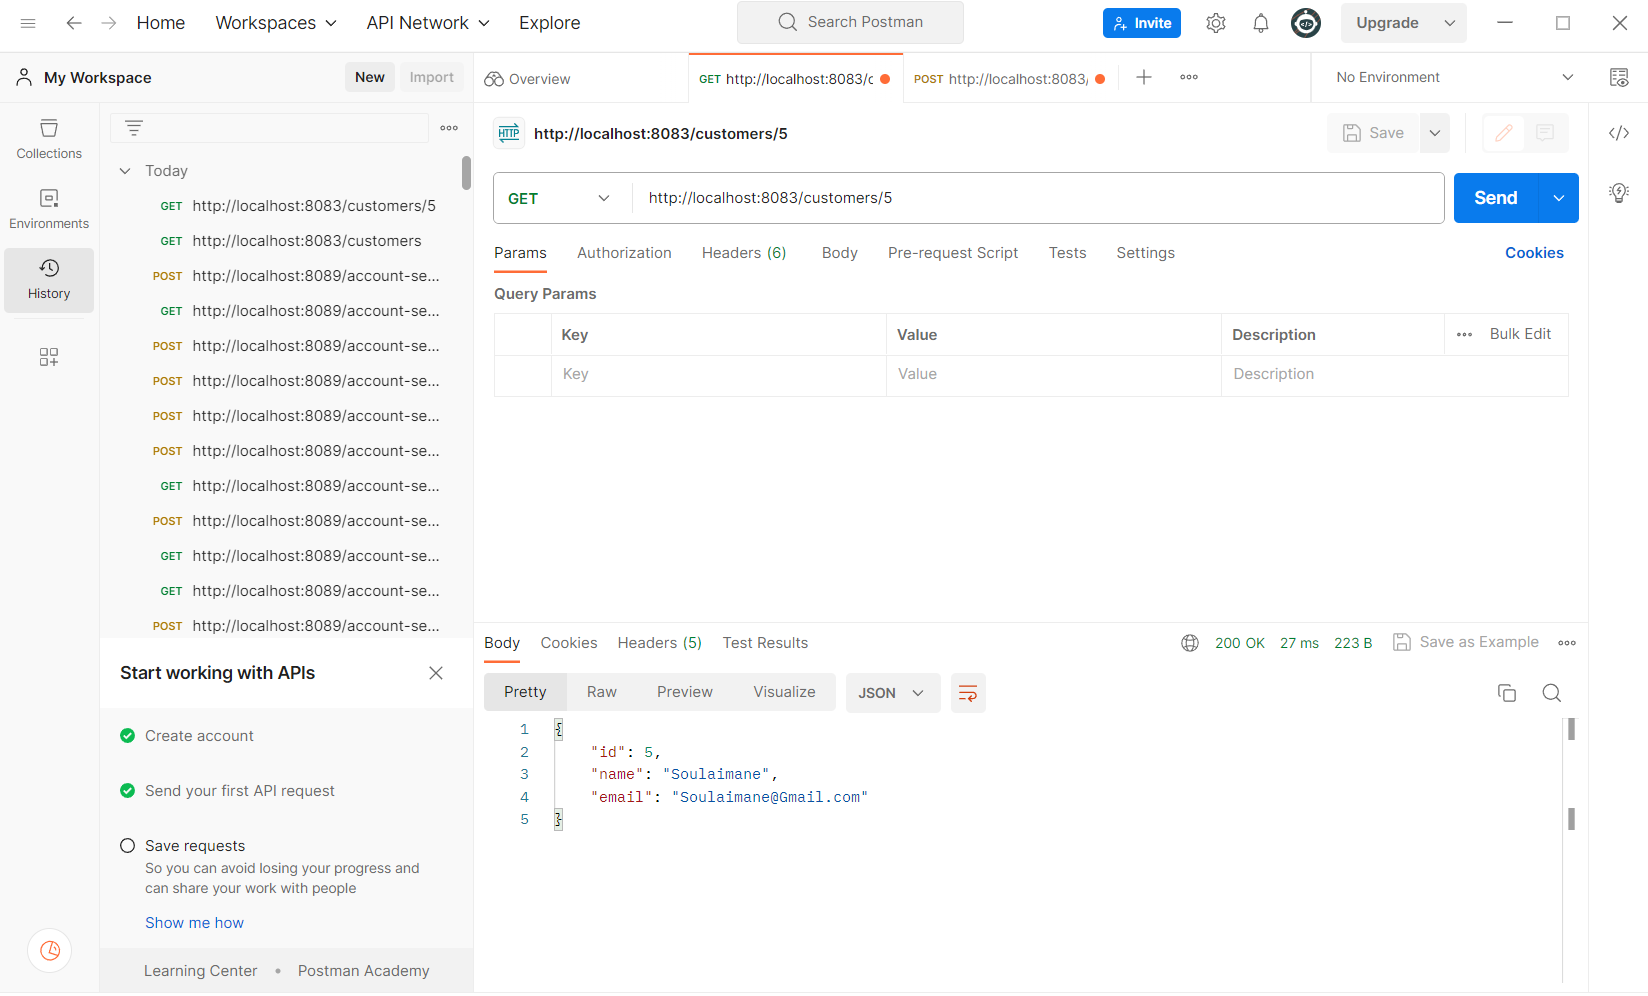 Home
Workspaces
API Network
Explore
Search Postman
Invite
Upgrade
My Workspace
New
Import
Overview
GET http://localhost:8083/c
POST http://localhost:8083/
No Environment
Collections
Environments
History
Today
GET http://localhost:8083/customers/5
GET http://localhost:8083/customers
POST http://localhost:8089/account-se...
GET http://localhost:8089/account-se...
POST http://localhost:8089/account-se...
POST http://localhost:8089/account-se...
POST http://localhost:8089/account-se...
POST http://localhost:8089/account-se...
GET http://localhost:8089/account-se...
POST http://localhost:8089/account-se...
GET http://localhost:8089/account-se...
GET http://localhost:8089/account-se...
POST http://localhost:8089/account-se...
Start working with APIs
Create account
Send your first API request
Save requests
So you can avoid losing your progress and
can share your work with people
Show me how
Learning Center • Postman Academy
HTTP http://localhost:8083/customers/5
Save
GET http://localhost:8083/customers/5
Send
Params Authorization Headers (6) Body Pre-request Script Tests Settings Cookies
Query Params
Key Value Description Bulk Edit
Key Value Description
Body Cookies Headers (5) Test Results 200 OK 27 ms 223 B Save as Example
Pretty Raw Preview Visualize JSON
1 {
2 "id": 5,
3 "name": "Soulaimane",
4 "email": "Soulaimane@Gmail.com"
5 }